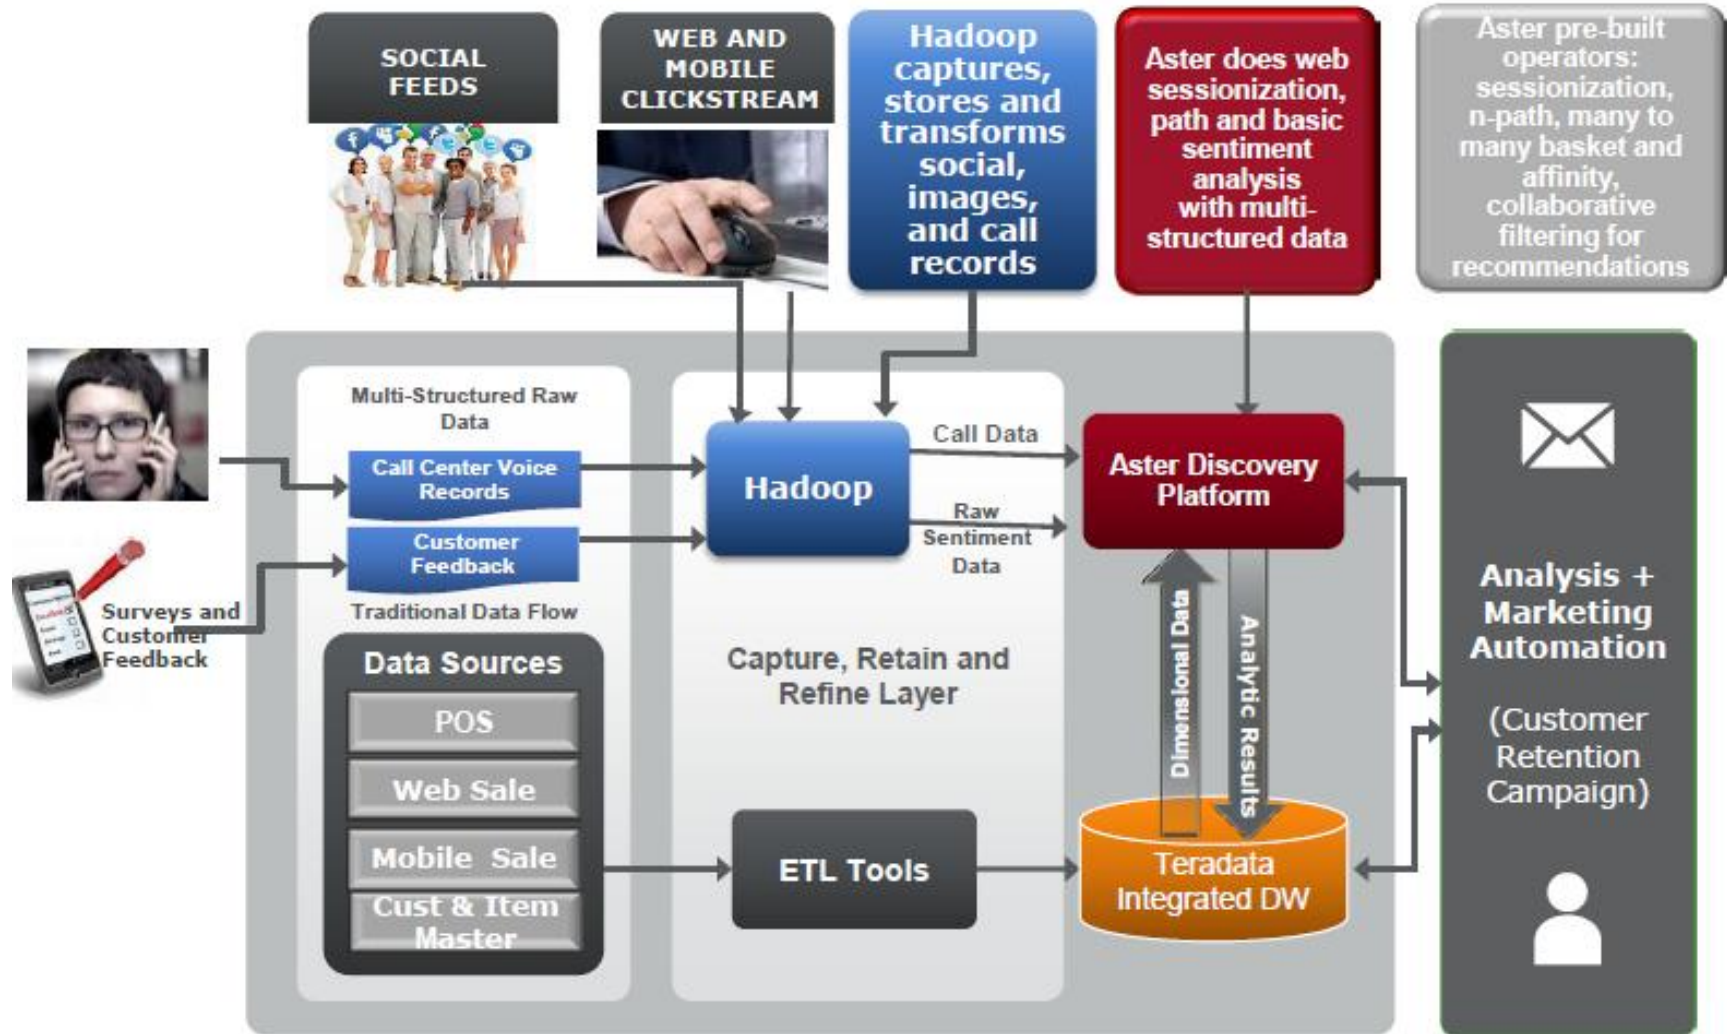 SOCIAL
FEEDS
WEB AND
MOBILE
CLICKSTREAM
Hadoop
captures,
stores and
transforms
social,
images,
and call
records
Aster does web
sessionization,
path and basic
sentiment
analysis
with multi-
structured data
Aster pre-built
operators:
sessionization,
n-path, many to
many basket and
affinity,
collaborative
filtering for
recommendations
Multi-Structured Raw
Data
Call Center Voice
Records
Customer
Feedback
Surveys and
Customer
Feedback
Traditional Data Flow
Data Sources
POS
Web Sale
Mobile Sale
Cust & Item
Master
Hadoop
Call Data
Raw
Sentiment
Data
Capture, Retain and
Refine Layer
ETL Tools
Aster Discovery
Platform
Dimensional Data
Analytic Results
Teradata
Integrated DW
Analysis +
Marketing
Automation
(Customer
Retention
Campaign)